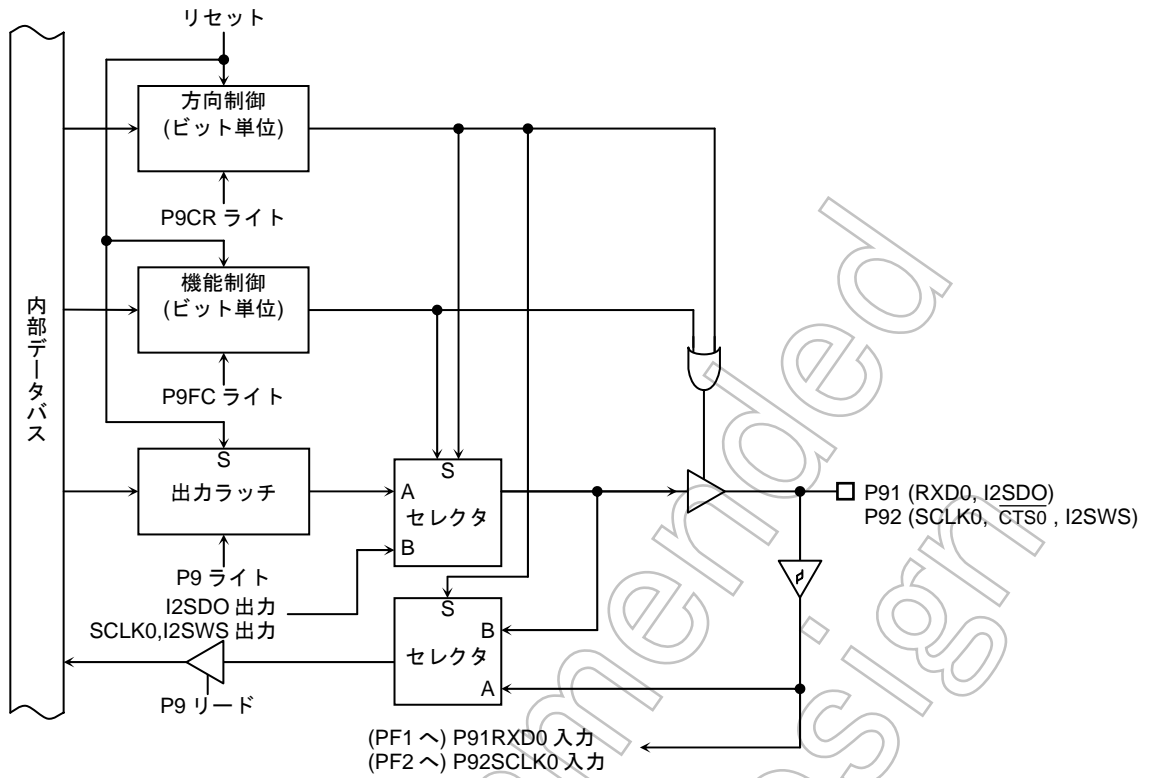 リセット
方向制御
(ビット単位)
P9CR ライト
機能制御
(ビット単位)
P9FC ライト
内部データバス
S
出力ラッチ
P9 ライト
S
A
セレクタ
B
I2SDO 出力
SCLK0,I2SWS 出力
S
B
セレクタ
A
P9 リード
P91 (RXD0, I2SDO)
P92 (SCLK0, CTS0 , I2SWS)
(PF1 へ) P91RXD0 入力
(PF2 へ) P92SCLK0 入力
mmended
esign